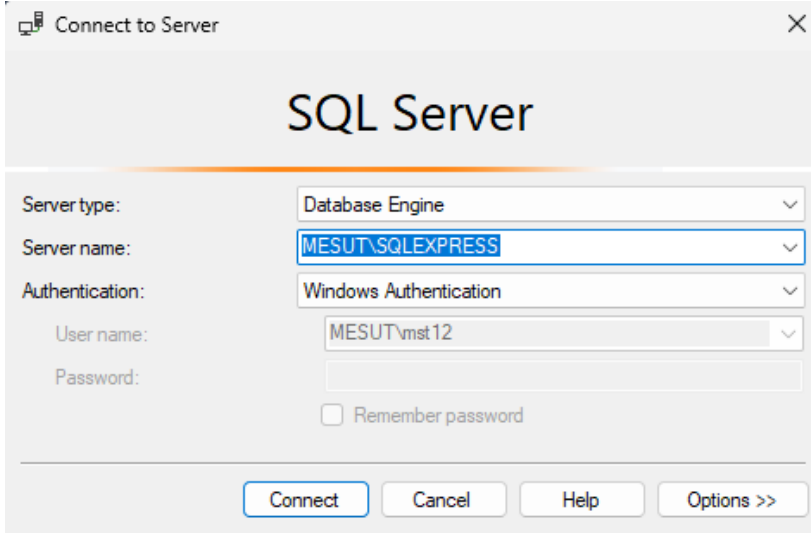 Connect to Server
SQL Server
Server type: Database Engine
Server name: MESUT\SQLEXPRESS
Authentication: Windows Authentication
User name: MESUT\mst12
Password:
Remember password
Connect Cancel Help Options >>